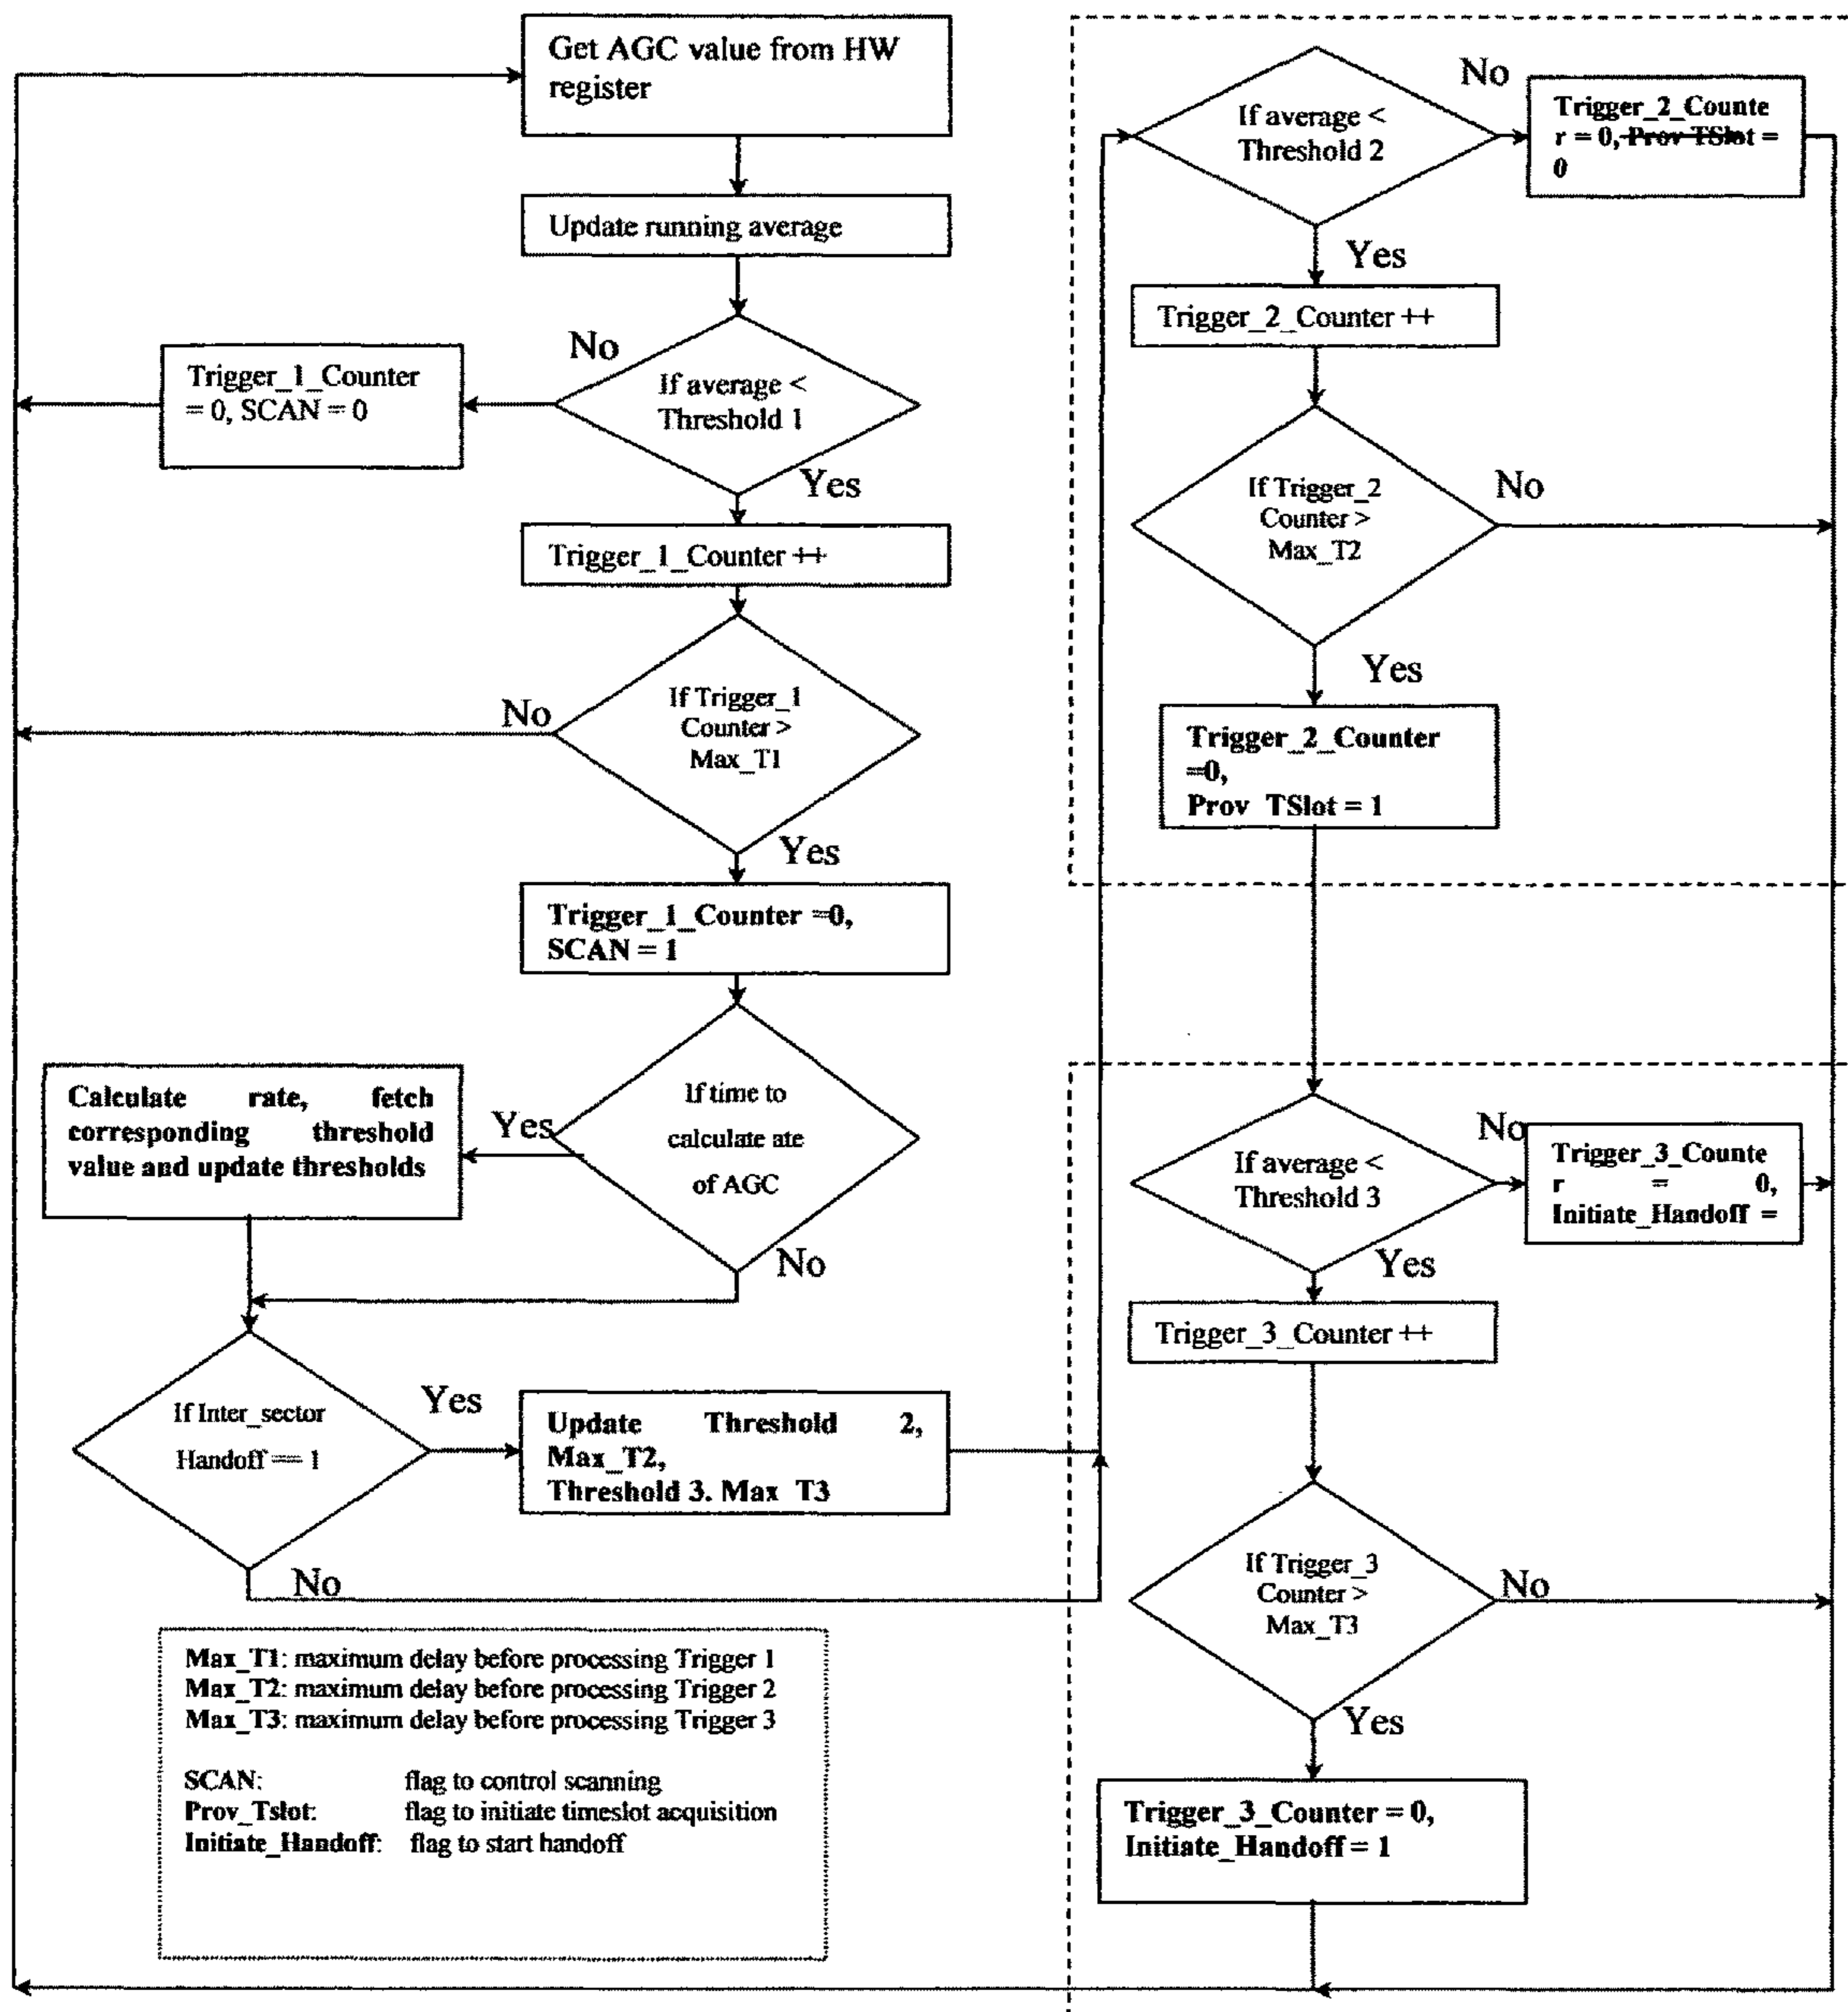 Get AGC value from HW
register
Update running average
If average <
Threshold 1
No
Trigger_1_Counter
= 0, SCAN = 0
Yes
Trigger_1_Counter ++
If Trigger_1
Counter >
Max_T1
No
Yes
Trigger_1_Counter =0,
SCAN = 1
If time to
calculate ate
of AGC
Yes
Calculate rate, fetch
corresponding threshold
value and update thresholds
No
If Inter_sector
Handoff == 1
Yes
Update Threshold 2,
Max_T2,
Threshold 3. Max_T3
No
Max_T1: maximum delay before processing Trigger 1
Max_T2: maximum delay before processing Trigger 2
Max_T3: maximum delay before processing Trigger 3
SCAN: flag to control scanning
Prov_Tslot: flag to initiate timeslot acquisition
Initiate_Handoff: flag to start handoff
If average <
Threshold 2
No
Trigger_2_Counte
r = 0, Prov TSlot =
0
Yes
Trigger_2_Counter ++
If Trigger_2
Counter >
Max_T2
No
Yes
Trigger_2_Counter
=0,
Prov TSlot = 1
If average <
Threshold 3
No
Trigger_3_Counte
r = 0,
Initiate_Handoff =
Yes
Trigger_3_Counter ++
If Trigger_3
Counter >
Max_T3
No
Yes
Trigger_3_Counter = 0,
Initiate_Handoff = 1